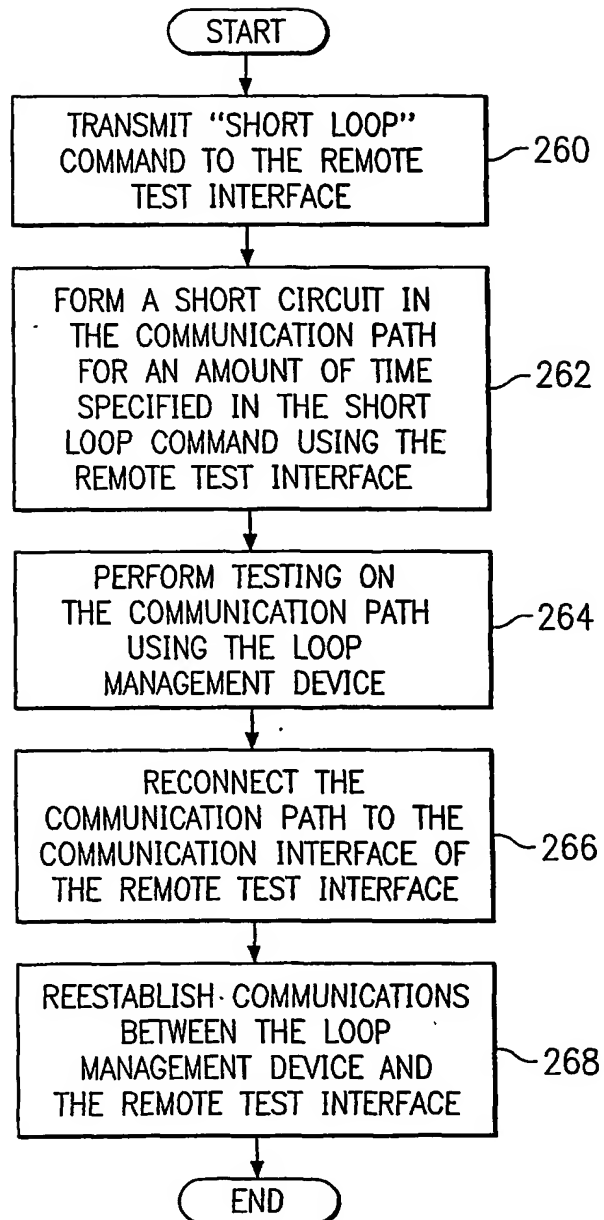 START
TRANSMIT "SHORT LOOP"
COMMAND TO THE REMOTE
TEST INTERFACE
260
FORM A SHORT CIRCUIT IN
THE COMMUNICATION PATH
FOR AN AMOUNT OF TIME
SPECIFIED IN THE SHORT
LOOP COMMAND USING THE
REMOTE TEST INTERFACE
262
PERFORM TESTING ON
THE COMMUNICATION PATH
USING THE LOOP
MANAGEMENT DEVICE
264
RECONNECT THE
COMMUNICATION PATH TO THE
COMMUNICATION INTERFACE OF
THE REMOTE TEST INTERFACE
266
REESTABLISH COMMUNICATIONS
BETWEEN THE LOOP
MANAGEMENT DEVICE AND
THE REMOTE TEST INTERFACE
268
END